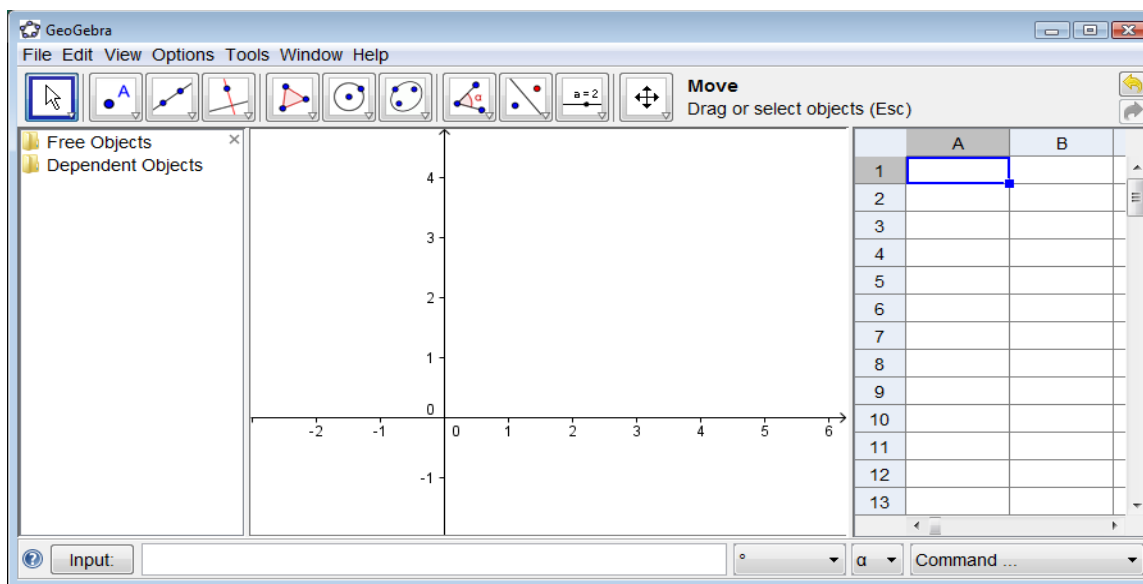 GeoGebra
File Edit View Options Tools Window Help
A
α
a = 2
Move
Drag or select objects (Esc)
Free Objects
Dependent Objects
4
3
2
1
0
-2 -1 0 1 2 3 4 5 6
-1
A B
1
2
3
4
5
6
7
8
9
10
11
12
13
Input: ° α Command ...